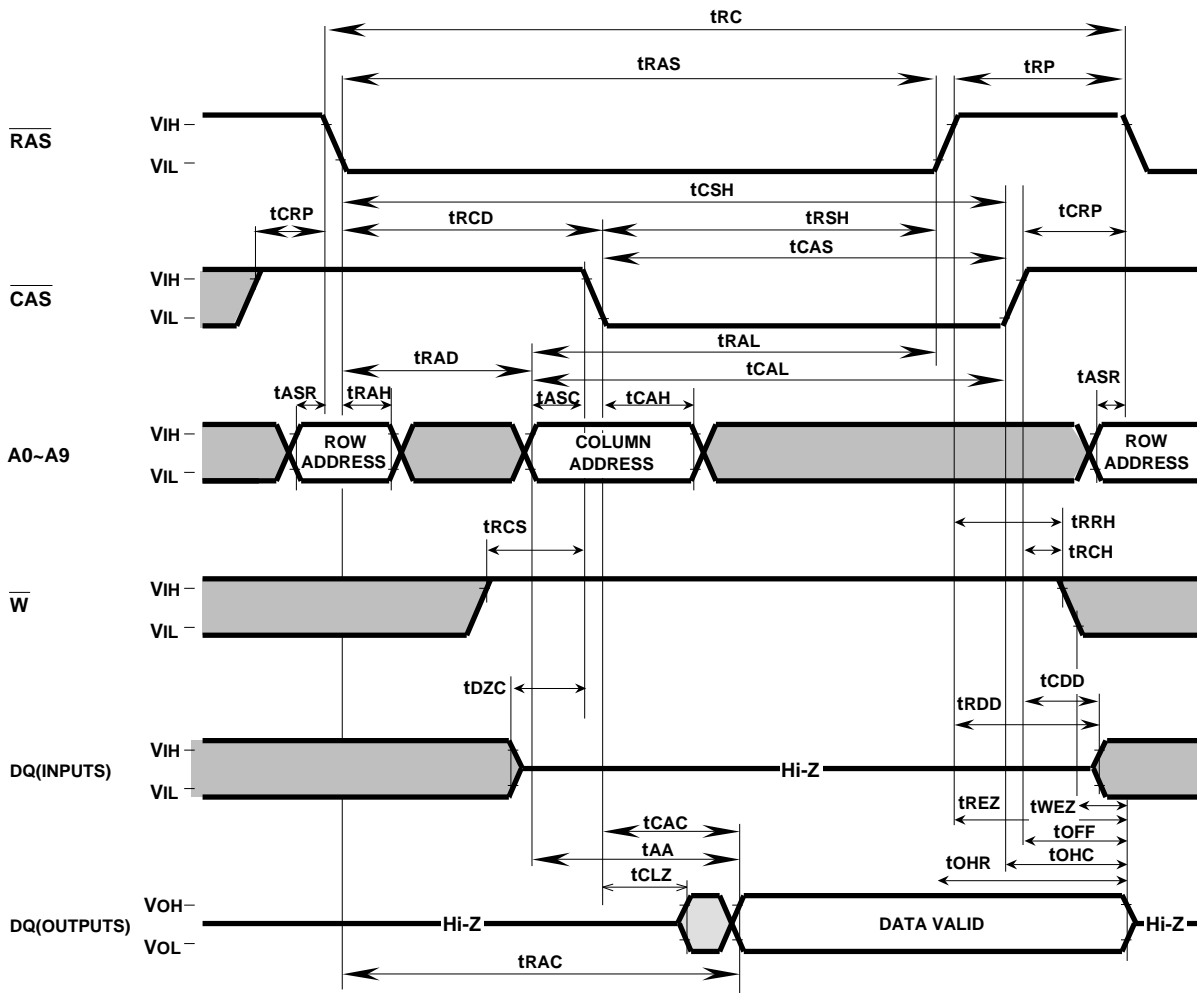 tRC
tRAS
tRP
RAS
VIH
VIL
tCSH
tCRP
tRCD
tRSH
tCRP
tCAS
CAS
VIH
VIL
tRAL
tRAD
tCAL
tASR
tRAH
tASC
tCAH
tASR
A0~A9
VIH
VIL
ROW
ADDRESS
COLUMN
ADDRESS
ROW
ADDRESS
tRCS
tRRH
tRCH
W
VIH
VIL
tDZC
tCDD
tRDD
DQ(INPUTS)
VIH
VIL
Hi-Z
tREZ
tWEZ
tCAC
tOFF
tAA
tOHC
tCLZ
tOHR
DQ(OUTPUTS)
VOH
VOL
Hi-Z
DATA VALID
Hi-Z
tRAC